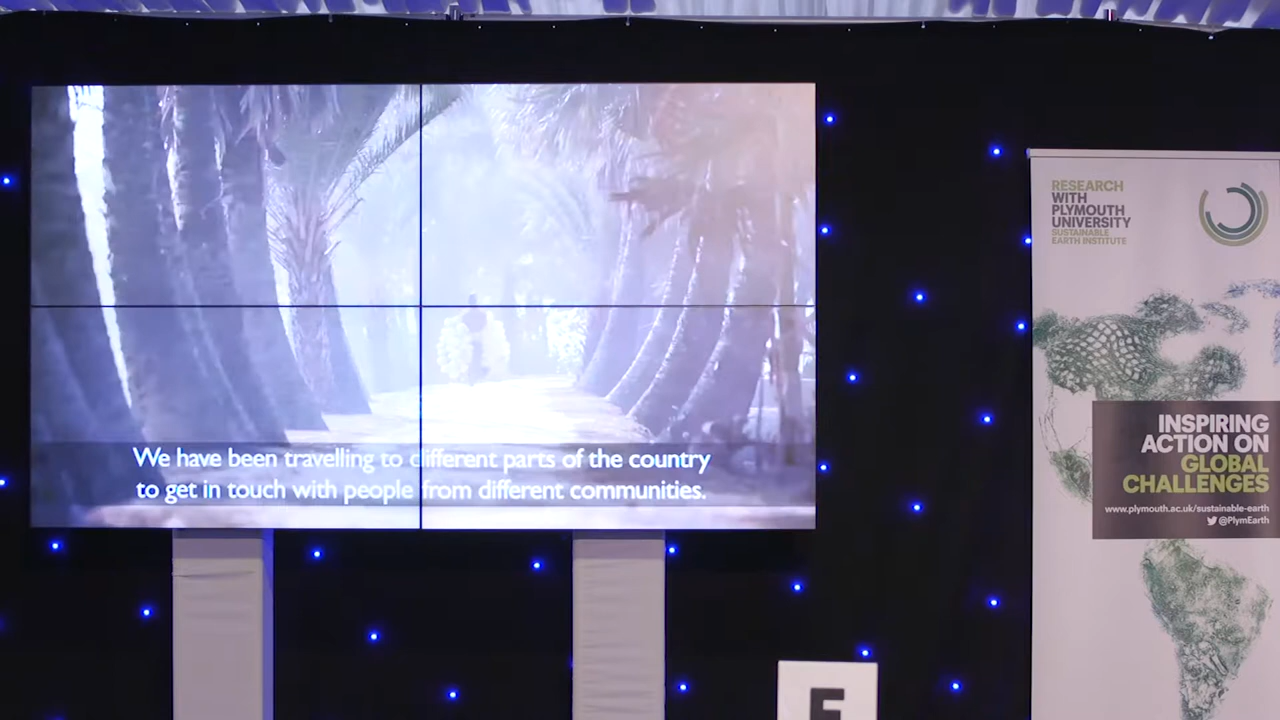 We have been travelling to different parts of the country
to get in touch with people from different communities.
RESEARCH
WITH
PLYMOUTH
UNIVERSITY
SUSTAINABLE
EARTH INSTITUTE
INSPIRING
ACTION ON
GLOBAL
CHALLENGES
www.plymouth.ac.uk/sustainable-earth
@PlymEarth